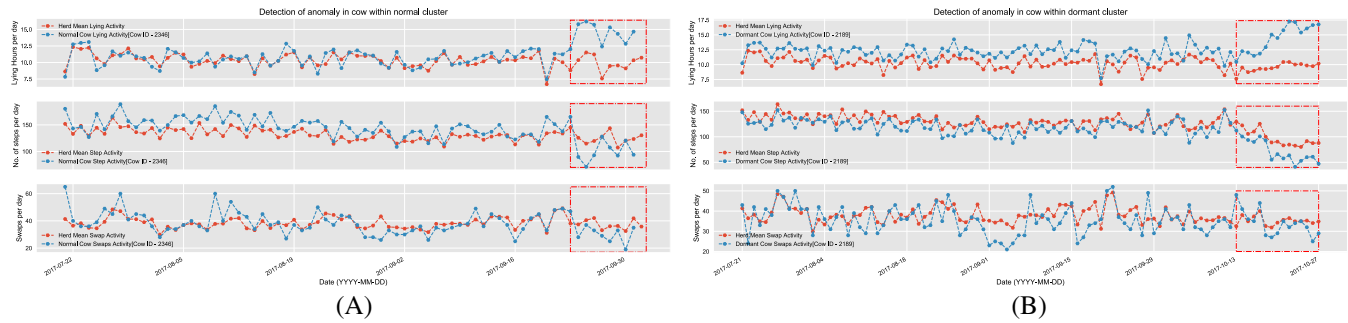 Detection of anomaly in cow within normal cluster
Lying Hours per day
15.0
12.5
10.0
7.5
Herd Mean Lying Activity
Normal Cow Lying Activity[Cow ID - 2346]
No. of steps per day
150
100
Herd Mean Step Activity
Normal Cow Step Activity[Cow ID - 2346]
Swaps per day
60
40
20
Herd Mean Swap Activity
Normal Cow Swaps Activity[Cow ID - 2346]
2017-07-22
2017-08-05
2017-08-19
2017-09-02
2017-09-16
2017-09-30
Date (YYYY-MM-DD)
(A)
Detection of anomaly in cow within dormant cluster
Lying Hours per day
17.5
15.0
12.5
10.0
7.5
Herd Mean Lying Activity
Dormant Cow Lying Activity[Cow ID - 2189]
No. of steps per day
150
100
50
Herd Mean Step Activity
Dormant Cow Step Activity[Cow ID - 2189]
Swaps per day
50
40
30
20
Herd Mean Swap Activity
Dormant Cow Swaps Activity[Cow ID - 2189]
2017-07-21
2017-08-04
2017-08-18
2017-09-01
2017-09-15
2017-09-29
2017-10-13
2017-10-27
Date (YYYY-MM-DD)
(B)